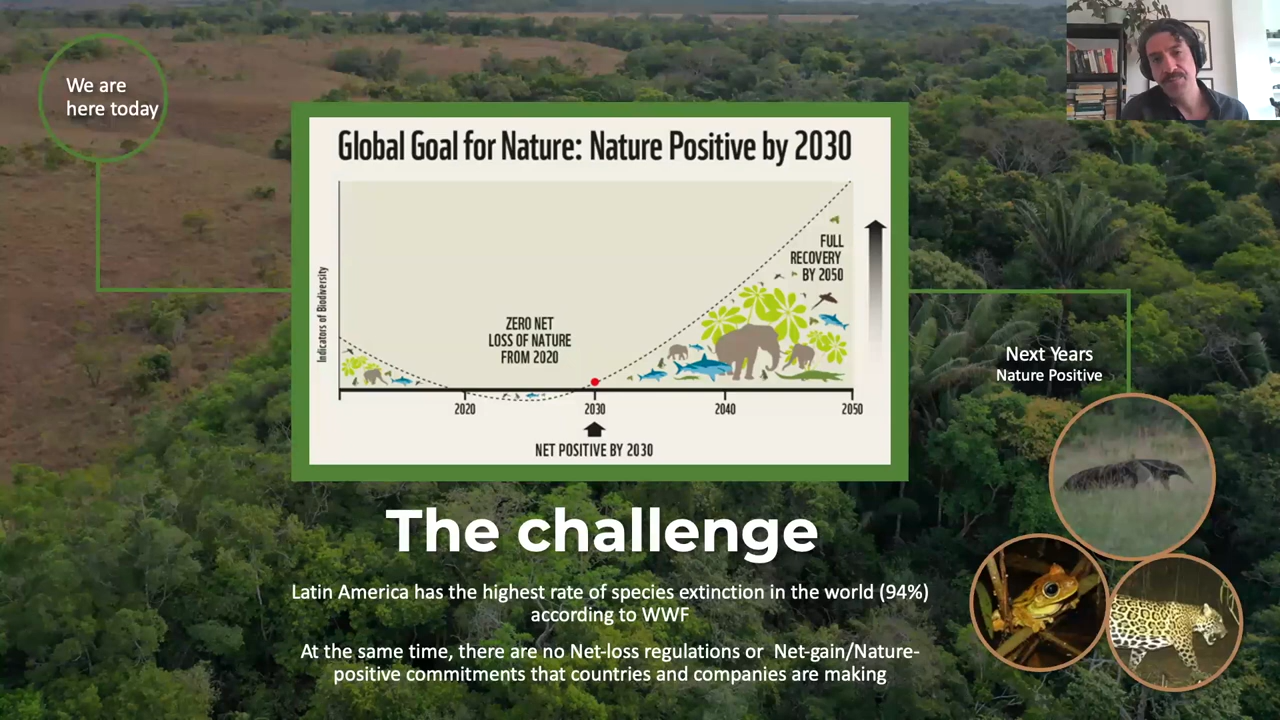 We are
here today
Global Goal for Nature: Nature Positive by 2030
Indicators of Biodiversity
ZERO NET
LOSS OF NATURE
FROM 2020
FULL
RECOVERY
BY 2050
2020
2030
2040
2050
NET POSITIVE BY 2030
Next Years
Nature Positive
The challenge
Latin America has the highest rate of species extinction in the world (94%)
according to WWF
At the same time, there are no Net-loss regulations or Net-gain/Nature-
positive commitments that countries and companies are making